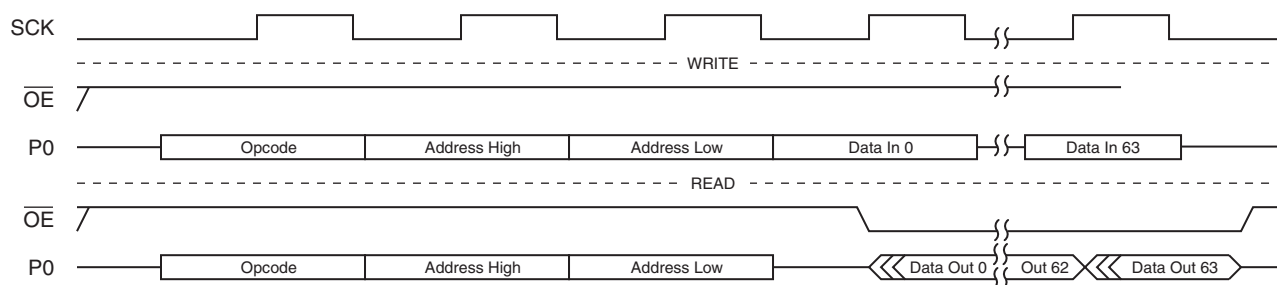 SCK
WRITE
OE
P0 Opcode Address High Address Low Data In 0 Data In 63
READ
OE
P0 Opcode Address High Address Low Data Out 0 Out 62 Data Out 63